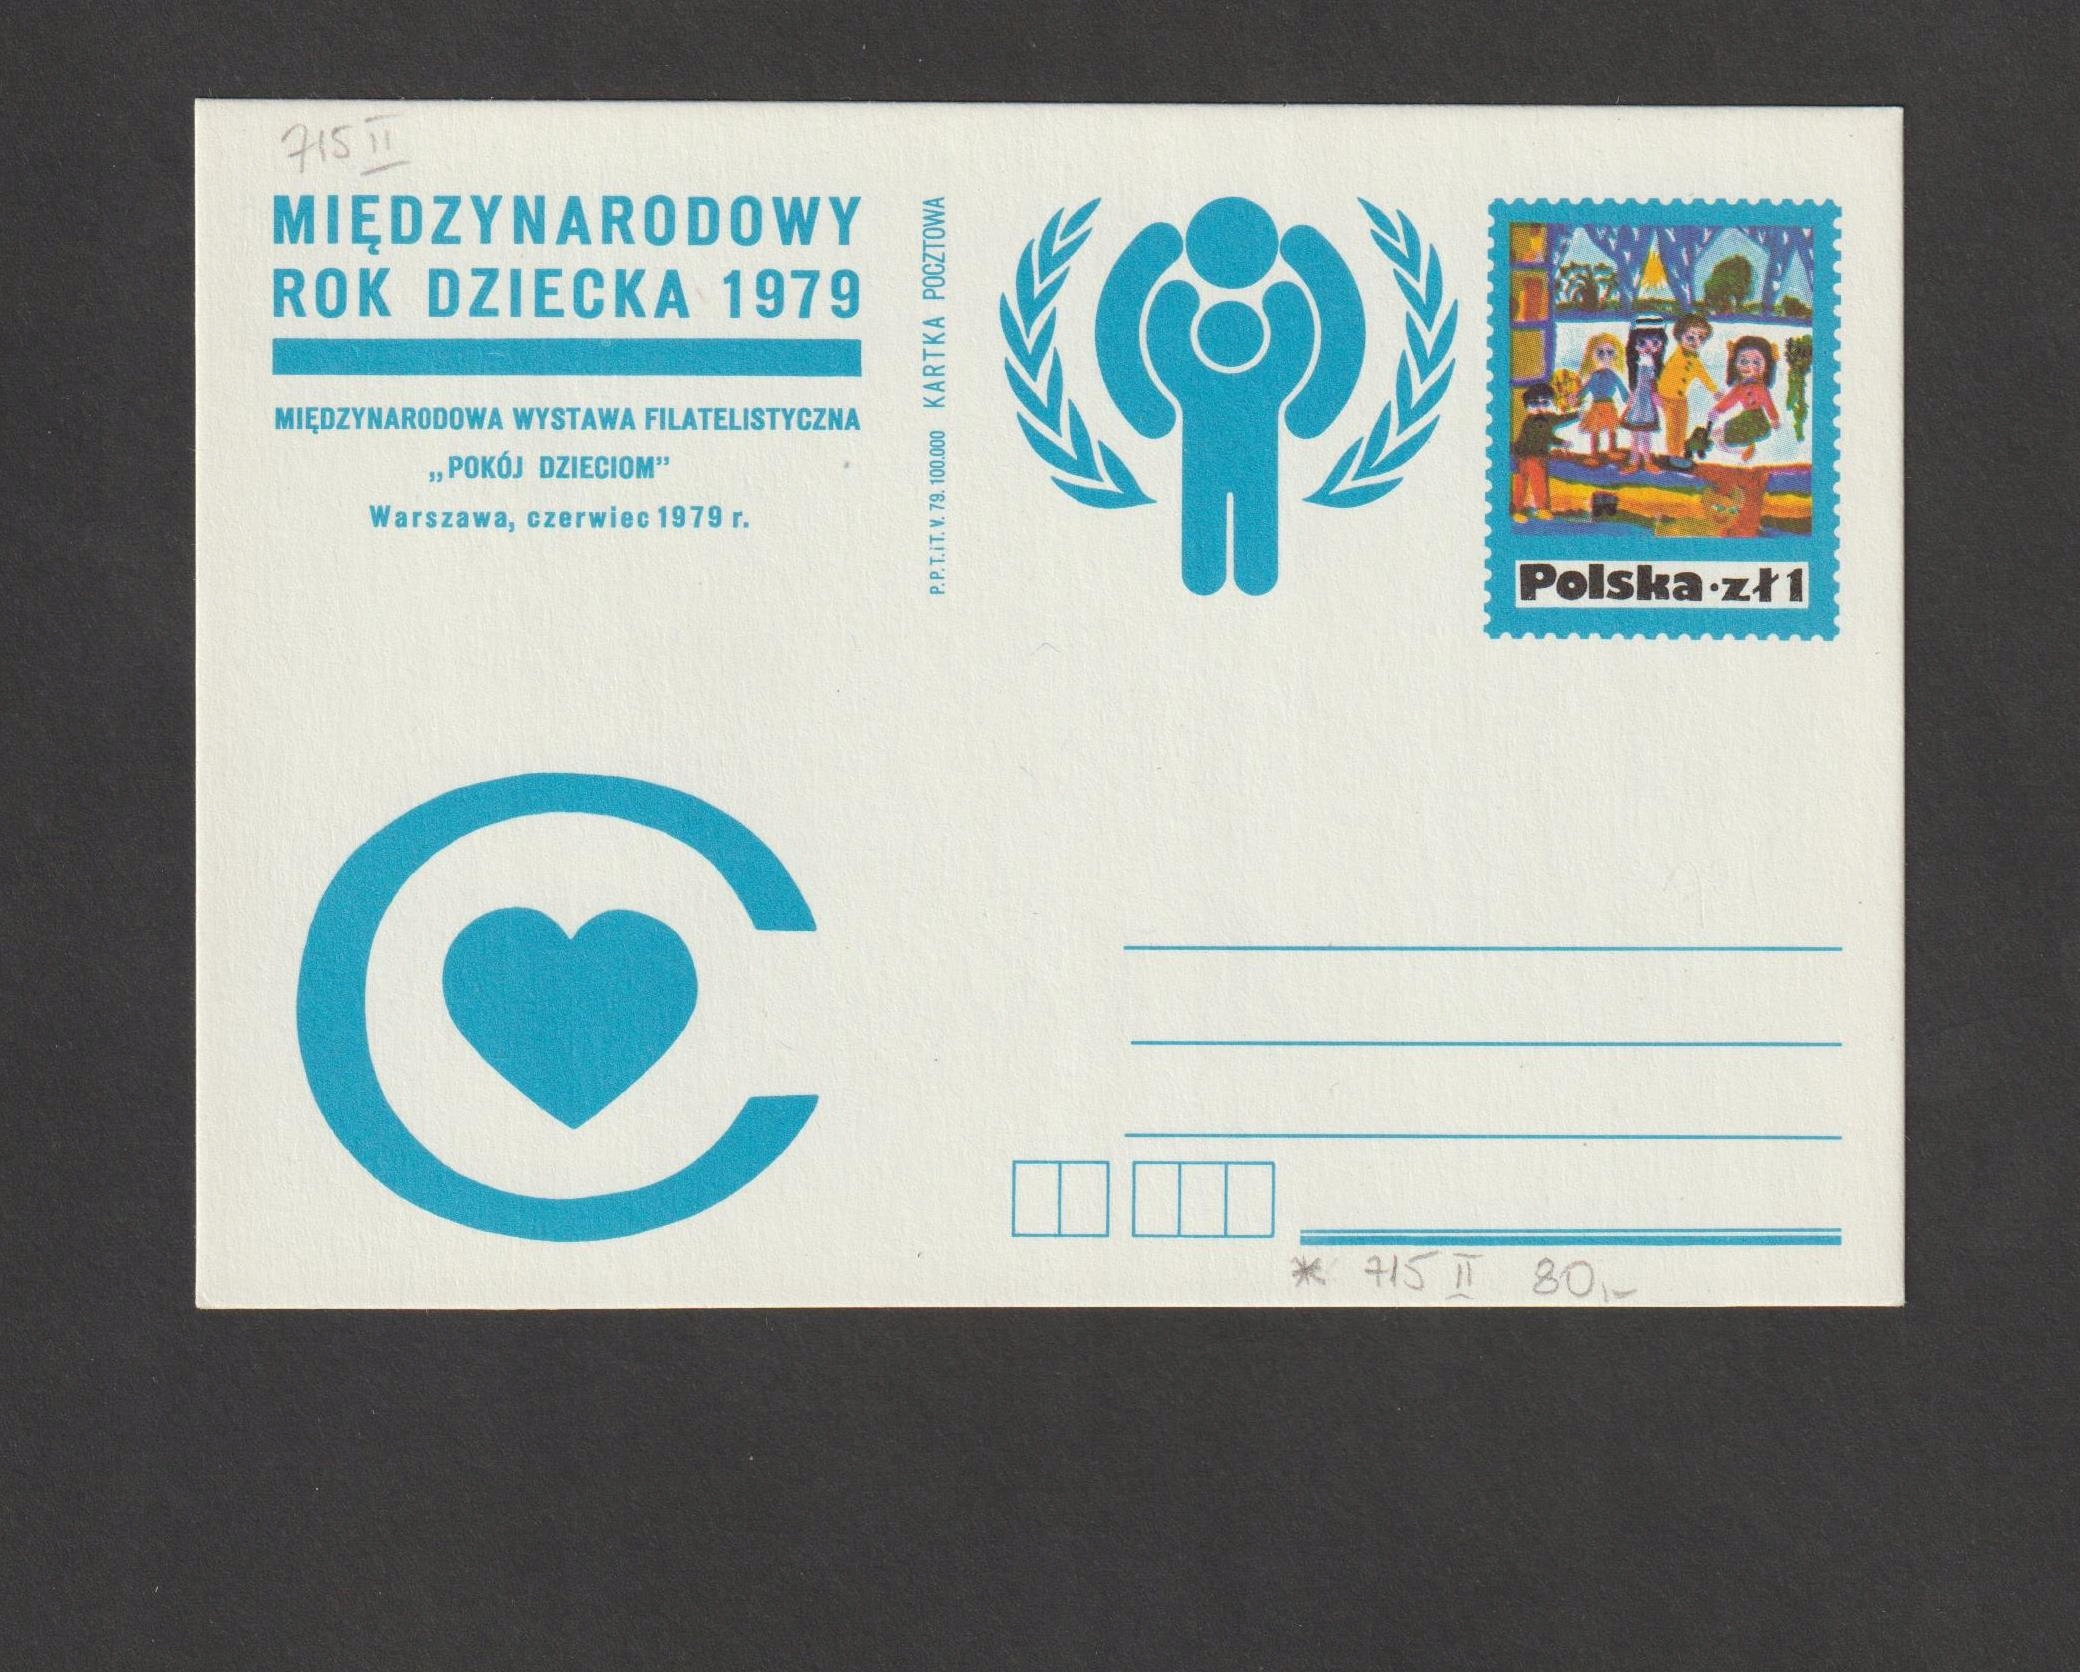 715 II
MIĘDZYNARODOWY
ROK DZIECKA 1979
MIĘDZYNARODOWA WYSTAWA FILATELISTYCZNA
„POKÓJ DZIECIOM”
Warszawa, czerwiec 1979 r.
P.P.T.iT. V. 79. 100.000 KARTKA POCZTOWA
Polska·zł 1
* 715 II 80,-